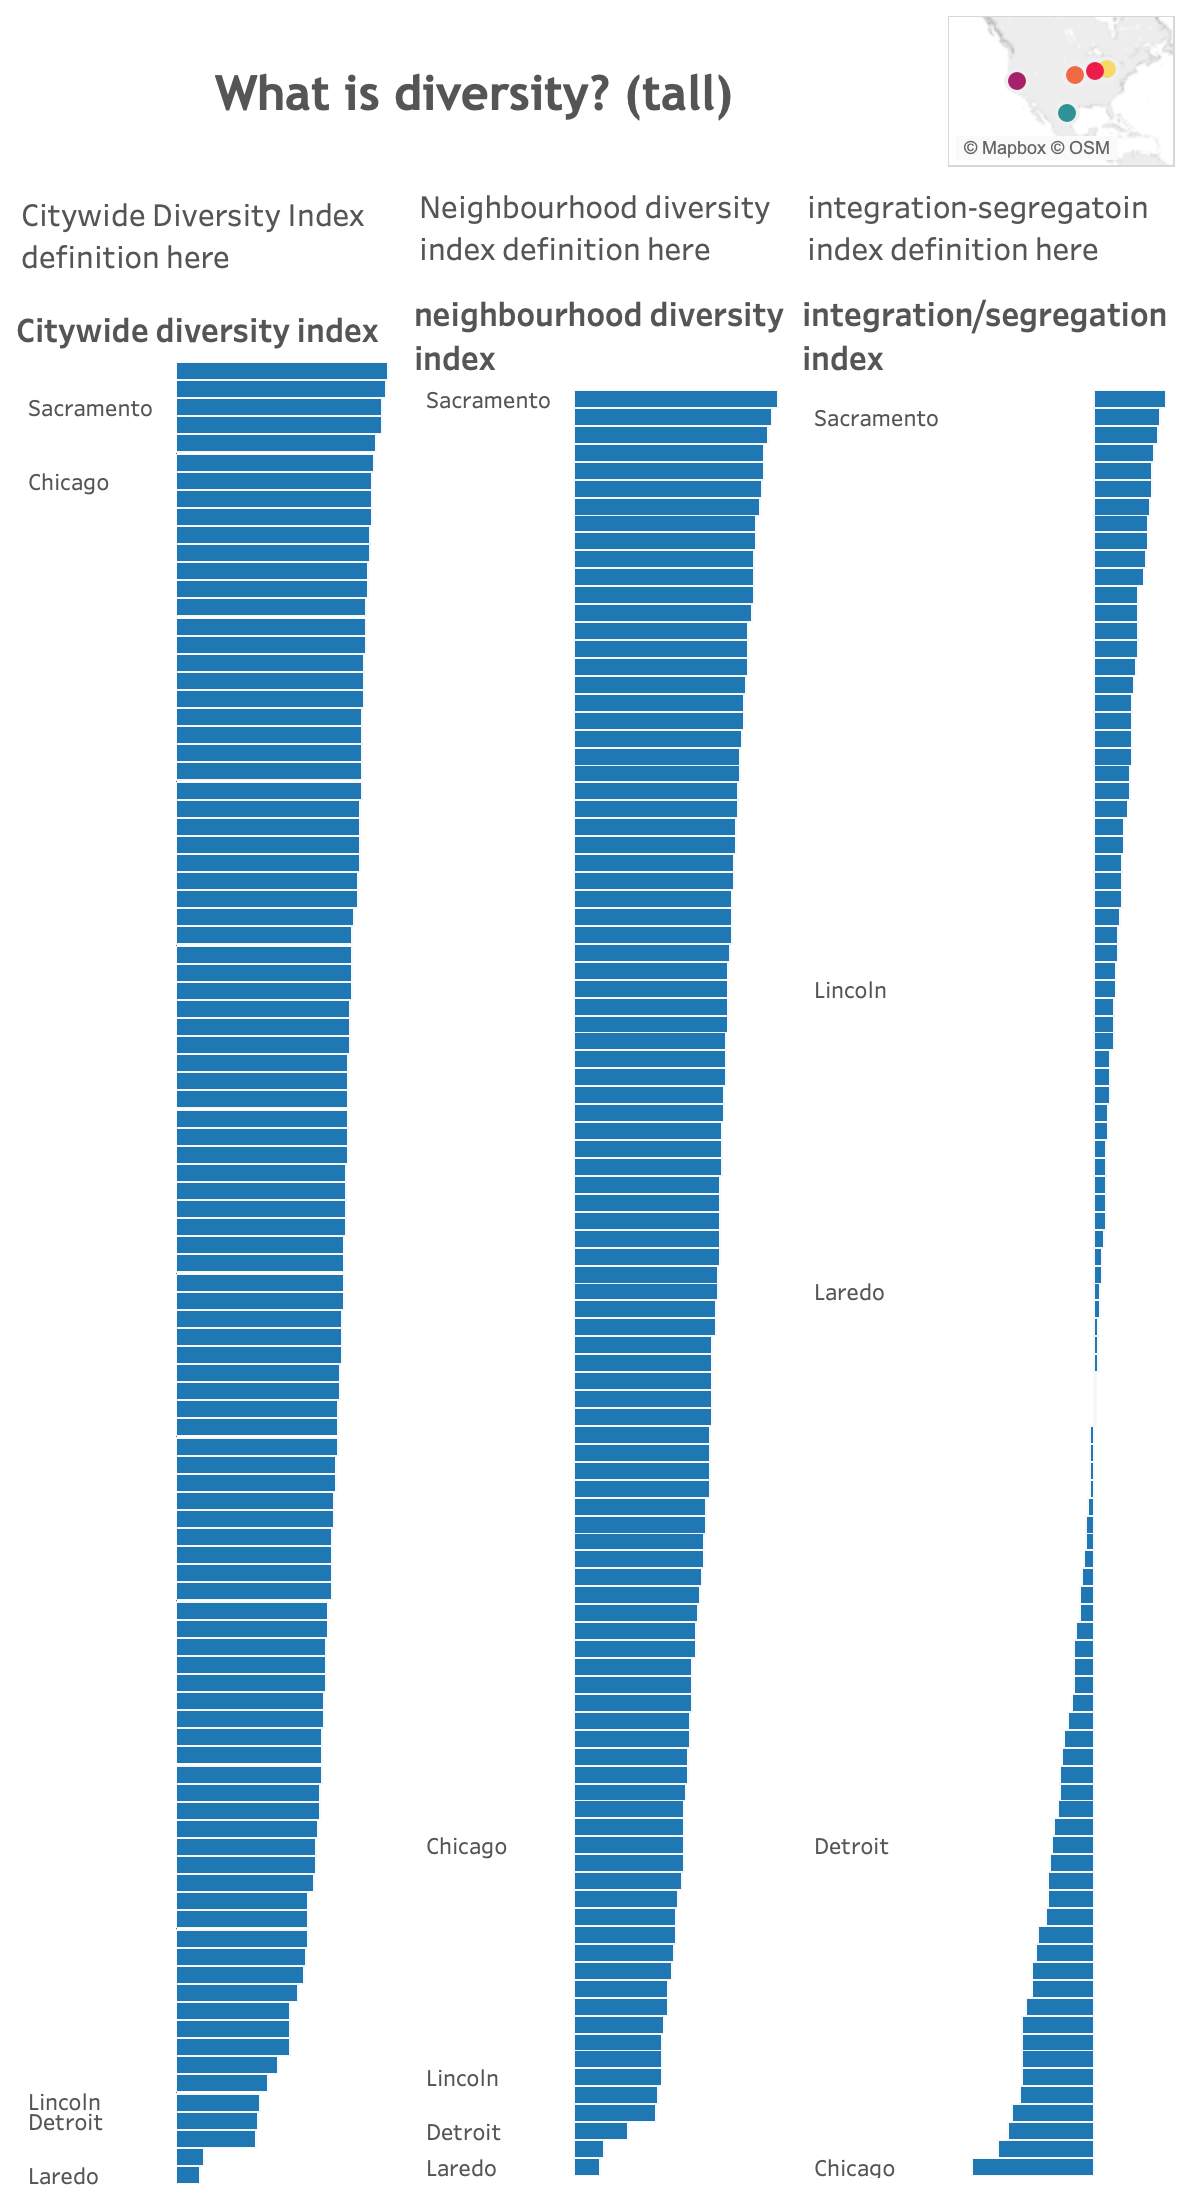 What is diversity? (tall)
© Mapbox © OSM
Citywide Diversity Index
definition here
Neighbourhood diversity
index definition here
integration-segregatoin
index definition here
Citywide diversity index
neighbourhood diversity
index
integration/segregation
index
Sacramento
Chicago
Lincoln
Detroit
Laredo
Sacramento
Chicago
Lincoln
Detroit
Laredo
Sacramento
Lincoln
Laredo
Detroit
Chicago